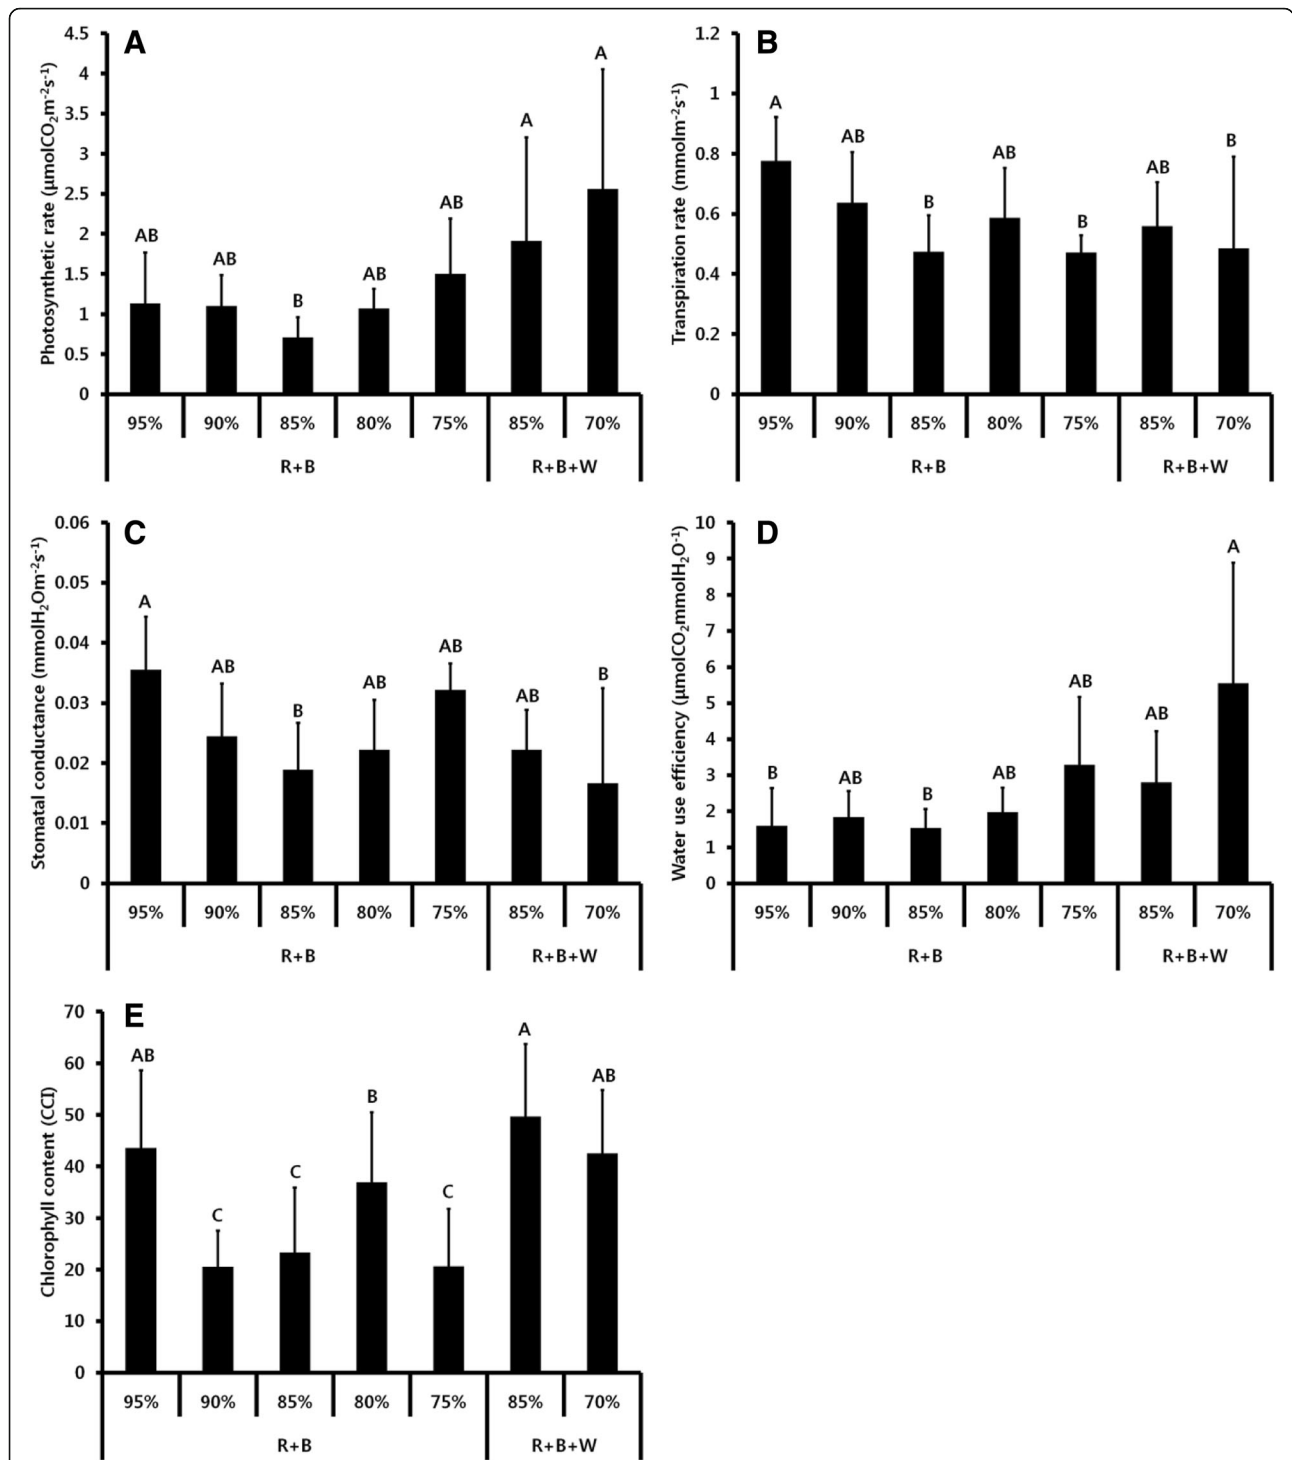 A
Photosynthetic rate (µmolCO₂m⁻²s⁻¹)
4.5
4
3.5
3
2.5
2
1.5
1
0.5
0
AB
AB
B
AB
AB
A
A
95% 90% 85% 80% 75% 85% 70%
R+B R+B+W
B
Transpiration rate (mmolm⁻²s⁻¹)
1.2
1
0.8
0.6
0.4
0.2
0
A
AB
B
AB
B
AB
B
95% 90% 85% 80% 75% 85% 70%
R+B R+B+W
C
Stomatal conductance (mmolH₂Om⁻²s⁻¹)
0.06
0.05
0.04
0.03
0.02
0.01
0
A
AB
B
AB
AB
AB
B
95% 90% 85% 80% 75% 85% 70%
R+B R+B+W
D
Water use efficiency (µmolCO₂mmolH₂O⁻¹)
10
9
8
7
6
5
4
3
2
1
0
B
AB
B
AB
AB
AB
A
95% 90% 85% 80% 75% 85% 70%
R+B R+B+W
E
Chlorophyll content (CCI)
70
60
50
40
30
20
10
0
AB
C
C
B
C
A
AB
95% 90% 85% 80% 75% 85% 70%
R+B R+B+W